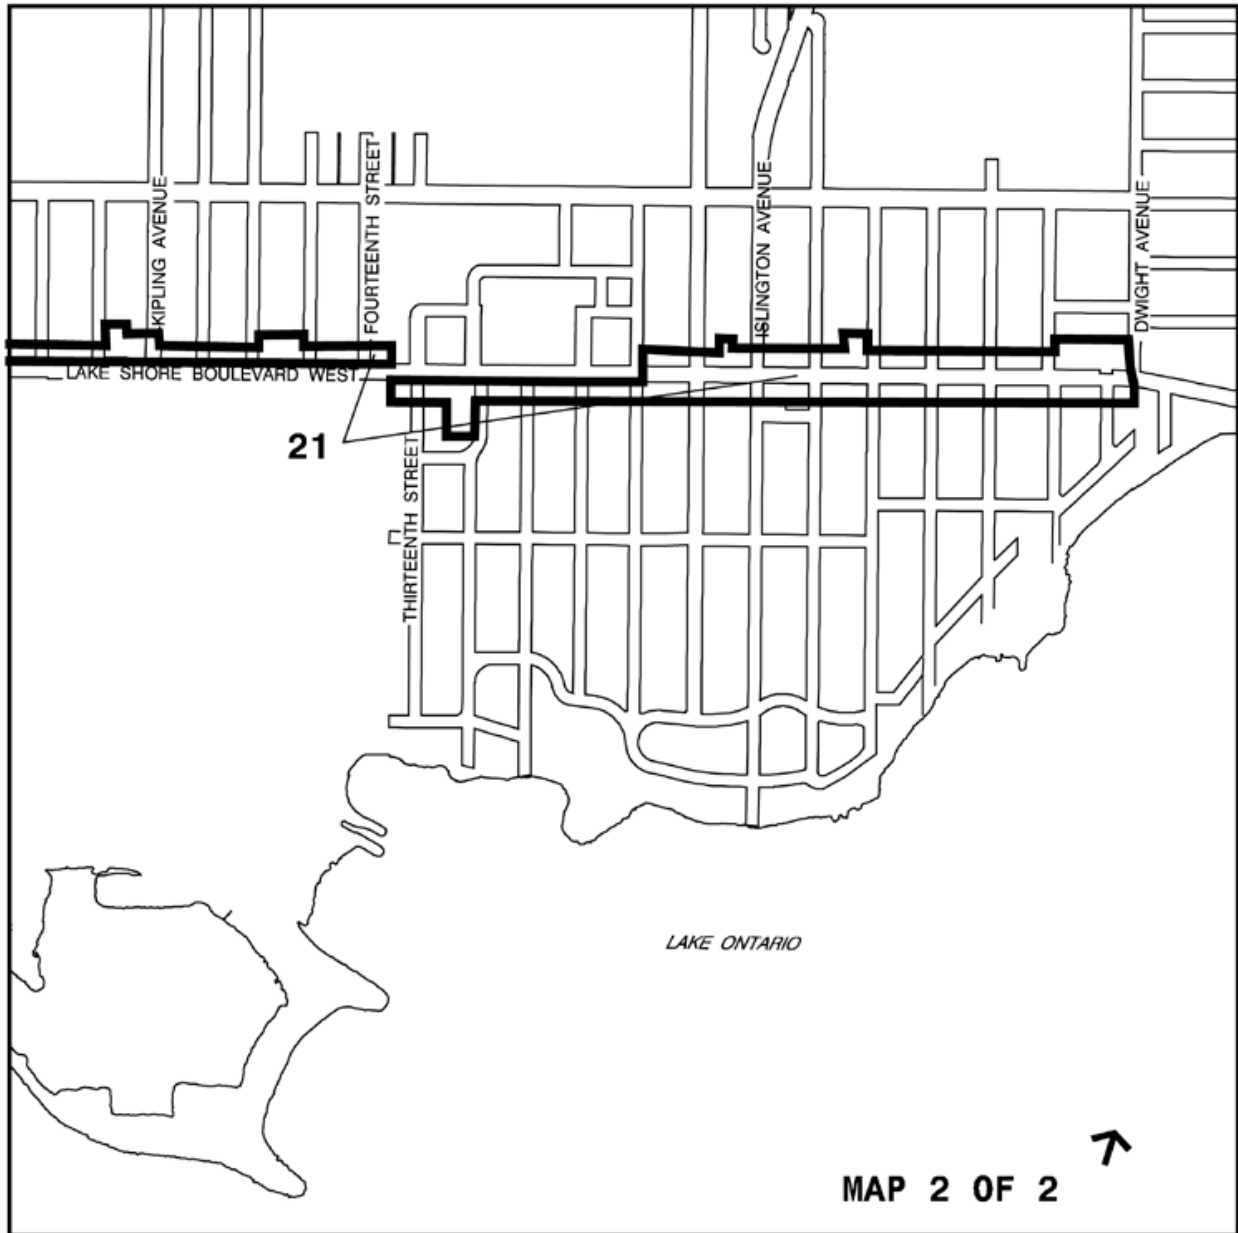 KIPLING AVENUE
FOURTEENTH STREET
ISLINGTON AVENUE
DWIGHT AVENUE
LAKE SHORE BOULEVARD WEST
21
THIRTEENTH STREET
LAKE ONTARIO
MAP 2 OF 2